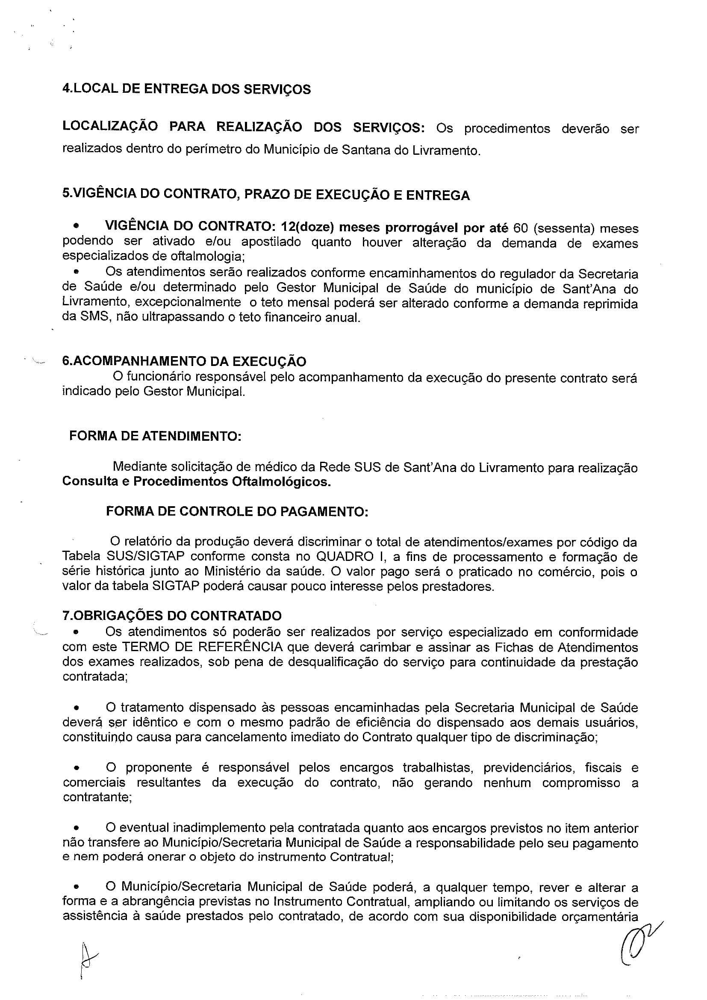 4.LOCAL DE ENTREGA DOS SERVIÇOS
LOCALIZAÇÃO PARA REALIZAÇÃO DOS SERVIÇOS: Os procedimentos deverão ser
realizados dentro do perímetro do Município de Santana do Livramento.
5.VIGÊNCIA DO CONTRATO, PRAZO DE EXECUÇÃO E ENTREGA
• VIGÊNCIA DO CONTRATO: 12(doze) meses prorrogável por até 60 (sessenta) meses
podendo ser ativado e/ou apostilado quanto houver alteração da demanda de exames
especializados de oftalmologia;
• Os atendimentos serão realizados conforme encaminhamentos do regulador da Secretaria
de Saúde e/ou determinado pelo Gestor Municipal de Saúde do município de Sant'Ana do
Livramento, excepcionalmente o teto mensal poderá ser alterado conforme a demanda reprimida
da SMS, não ultrapassando o teto financeiro anual.
6.ACOMPANHAMENTO DA EXECUÇÃO
O funcionário responsável pelo acompanhamento da execução do presente contrato será
indicado pelo Gestor Municipal.
FORMA DE ATENDIMENTO:
Mediante solicitação de médico da Rede SUS de Sant'Ana do Livramento para realização
Consulta e Procedimentos Oftalmológicos.
FORMA DE CONTROLE DO PAGAMENTO:
O relatório da produção deverá discriminar o total de atendimentos/exames por código da
Tabela SUS/SIGTAP conforme consta no QUADRO I, a fins de processamento e formação de
série histórica junto ao Ministério da saúde. O valor pago será o praticado no comércio, pois o
valor da tabela SIGTAP poderá causar pouco interesse pelos prestadores.
7.OBRIGAÇÕES DO CONTRATADO
• Os atendimentos só poderão ser realizados por serviço especializado em conformidade
com este TERMO DE REFERÊNCIA que deverá carimbar e assinar as Fichas de Atendimentos
dos exames realizados, sob pena de desqualificação do serviço para continuidade da prestação
contratada;
• O tratamento dispensado às pessoas encaminhadas pela Secretaria Municipal de Saúde
deverá ser idêntico e com o mesmo padrão de eficiência do dispensado aos demais usuários,
constituindo causa para cancelamento imediato do Contrato qualquer tipo de discriminação;
• O proponente é responsável pelos encargos trabalhistas, previdenciários, fiscais e
comerciais resultantes da execução do contrato, não gerando nenhum compromisso a
contratante;
• O eventual inadimplemento pela contratada quanto aos encargos previstos no item anterior
não transfere ao Município/Secretaria Municipal de Saúde a responsabilidade pelo seu pagamento
e nem poderá onerar o objeto do instrumento Contratual;
• O Município/Secretaria Municipal de Saúde poderá, a qualquer tempo, rever e alterar a
forma e a abrangência previstas no Instrumento Contratual, ampliando ou limitando os serviços de
assistência à saúde prestados pelo contratado, de acordo com sua disponibilidade orçamentária